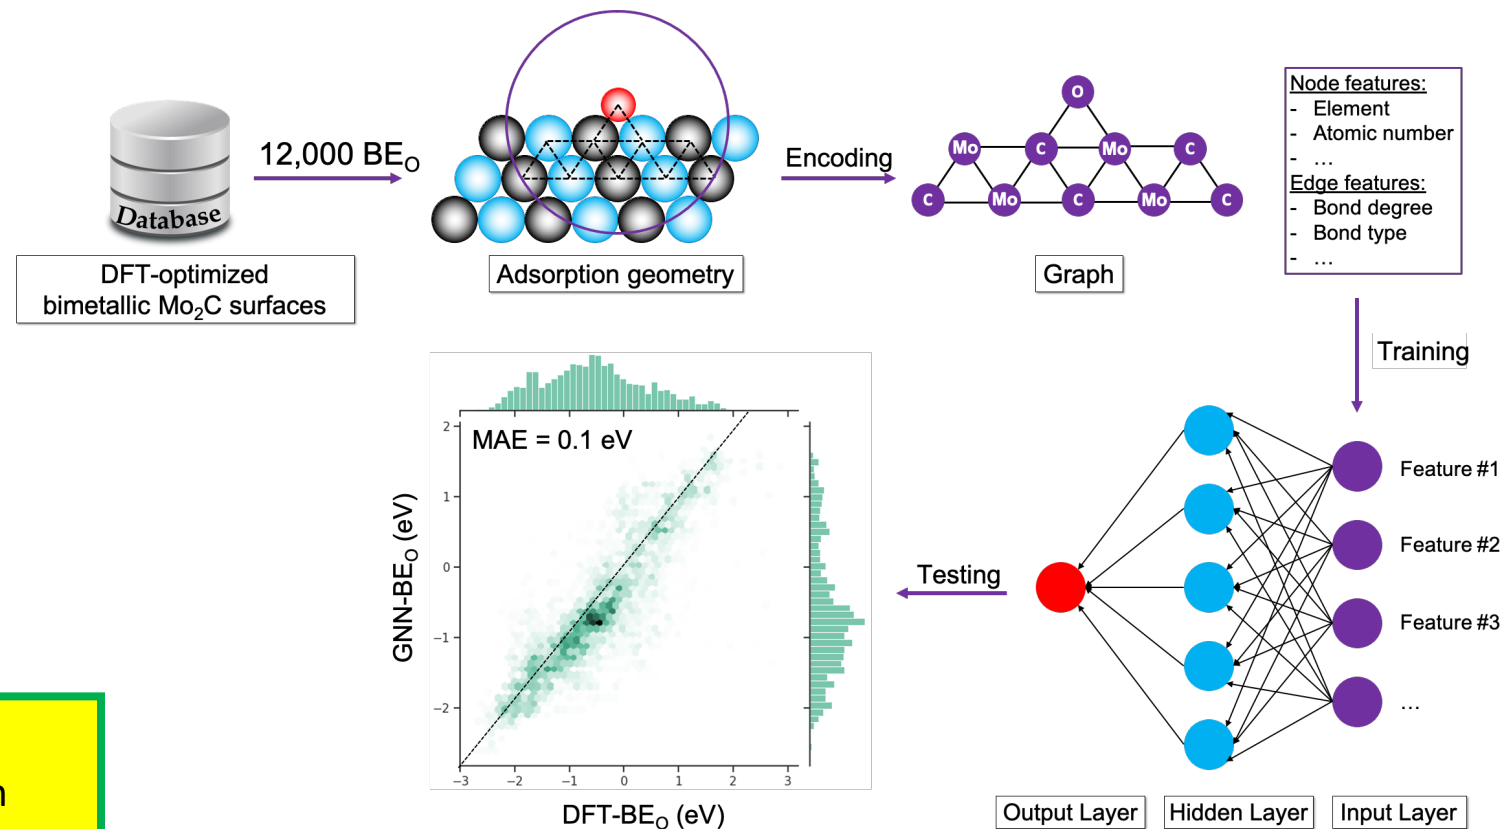 Database
DFT-optimized
bimetallic Mo₂C surfaces
12,000 BE_O
Adsorption geometry
Encoding
O
Mo C Mo C
C Mo C Mo C
Graph
Node features:
- Element
- Atomic number
- ...
Edge features:
- Bond degree
- Bond type
- ...
Training
Feature #1
Feature #2
Feature #3
...
Output Layer
Hidden Layer
Input Layer
Testing
MAE = 0.1 eV
GNN-BE_O (eV)
2
1
0
−1
−2
−3 −2 −1 0 1 2 3
DFT-BE_O (eV)